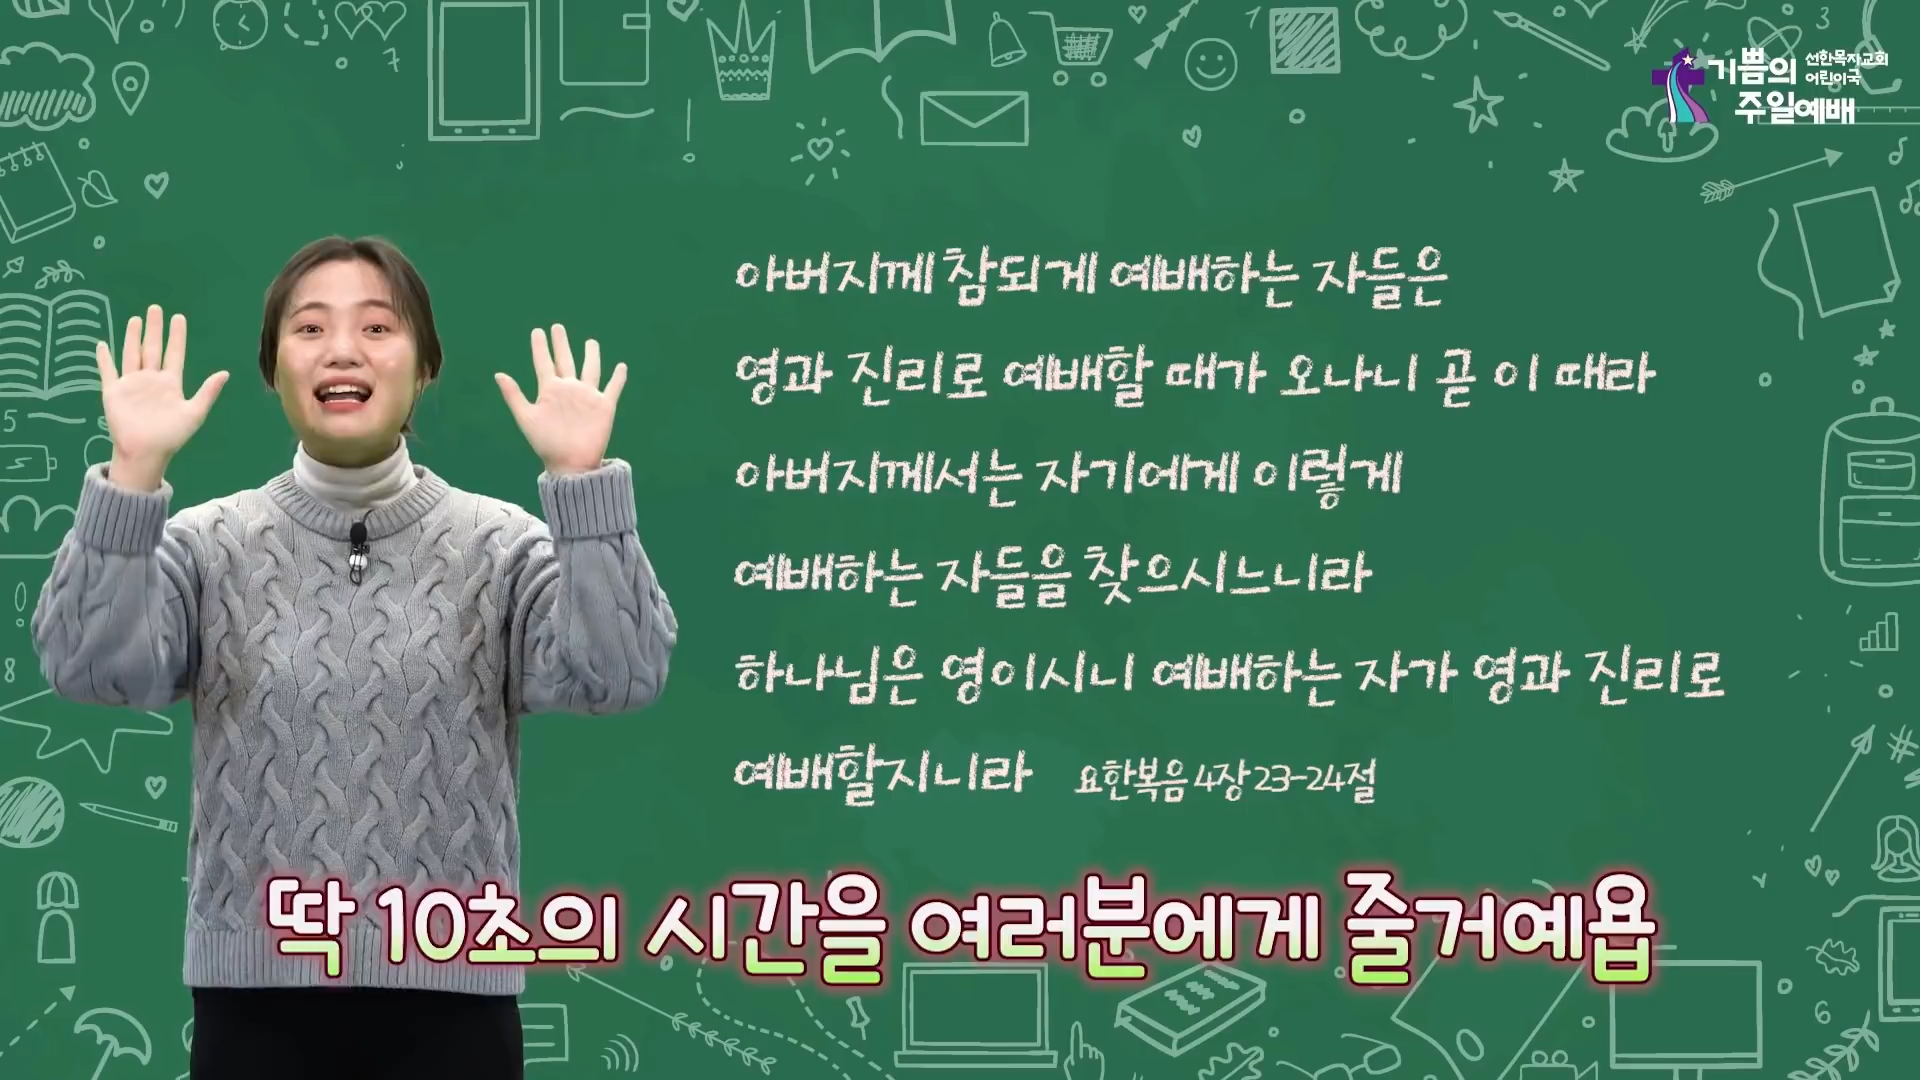 기쁨의 선한목자교회
어린이국
주일예배
아버지께 참되게 예배하는 자들은
영과 진리로 예배할 때가 오나니 곧 이 때라
아버지께서는 자기에게 이렇게
예배하는 자들을 찾으시느니라
하나님은 영이시니 예배하는 자가 영과 진리로
예배할지니라 요한복음 4장 23-24절
딱 10초의 시간을 여러분에게 줄거예욥